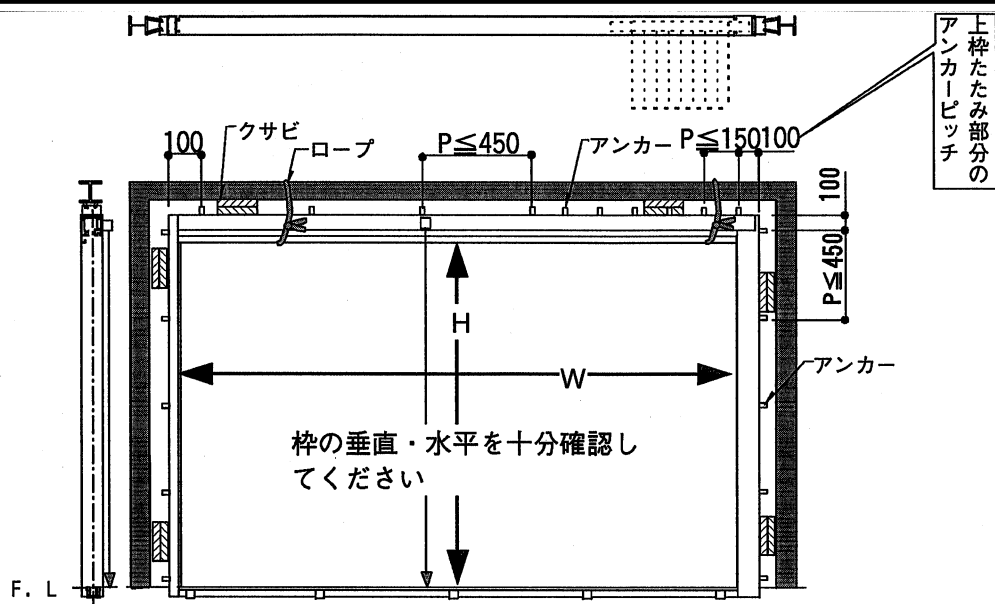 上枠たたみ部分の
アンカーピッチ
100
クサビ
ロープ
P≦450
アンカー
P≦150
100
100
P≦450
H
W
アンカー
枠の垂直・水平を十分確認し
てください
F. L